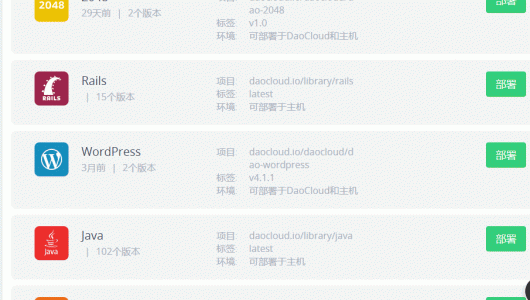 2048
29天前 | 2个版本
ao-2048
标签: v1.0
环境: 可部署于DaoCloud和主机
部署
RAILS
Rails
| 15个版本
项目: daocloud.io/library/rails
标签: latest
环境: 可部署于主机
部署
WordPress
3月前 | 2个版本
项目: daocloud.io/daocloud/d
ao-wordpress
标签: v4.1.1
环境: 可部署于DaoCloud和主机
部署
Java
Java
| 102个版本
项目: daocloud.io/library/java
标签: latest
环境: 可部署于主机
部署